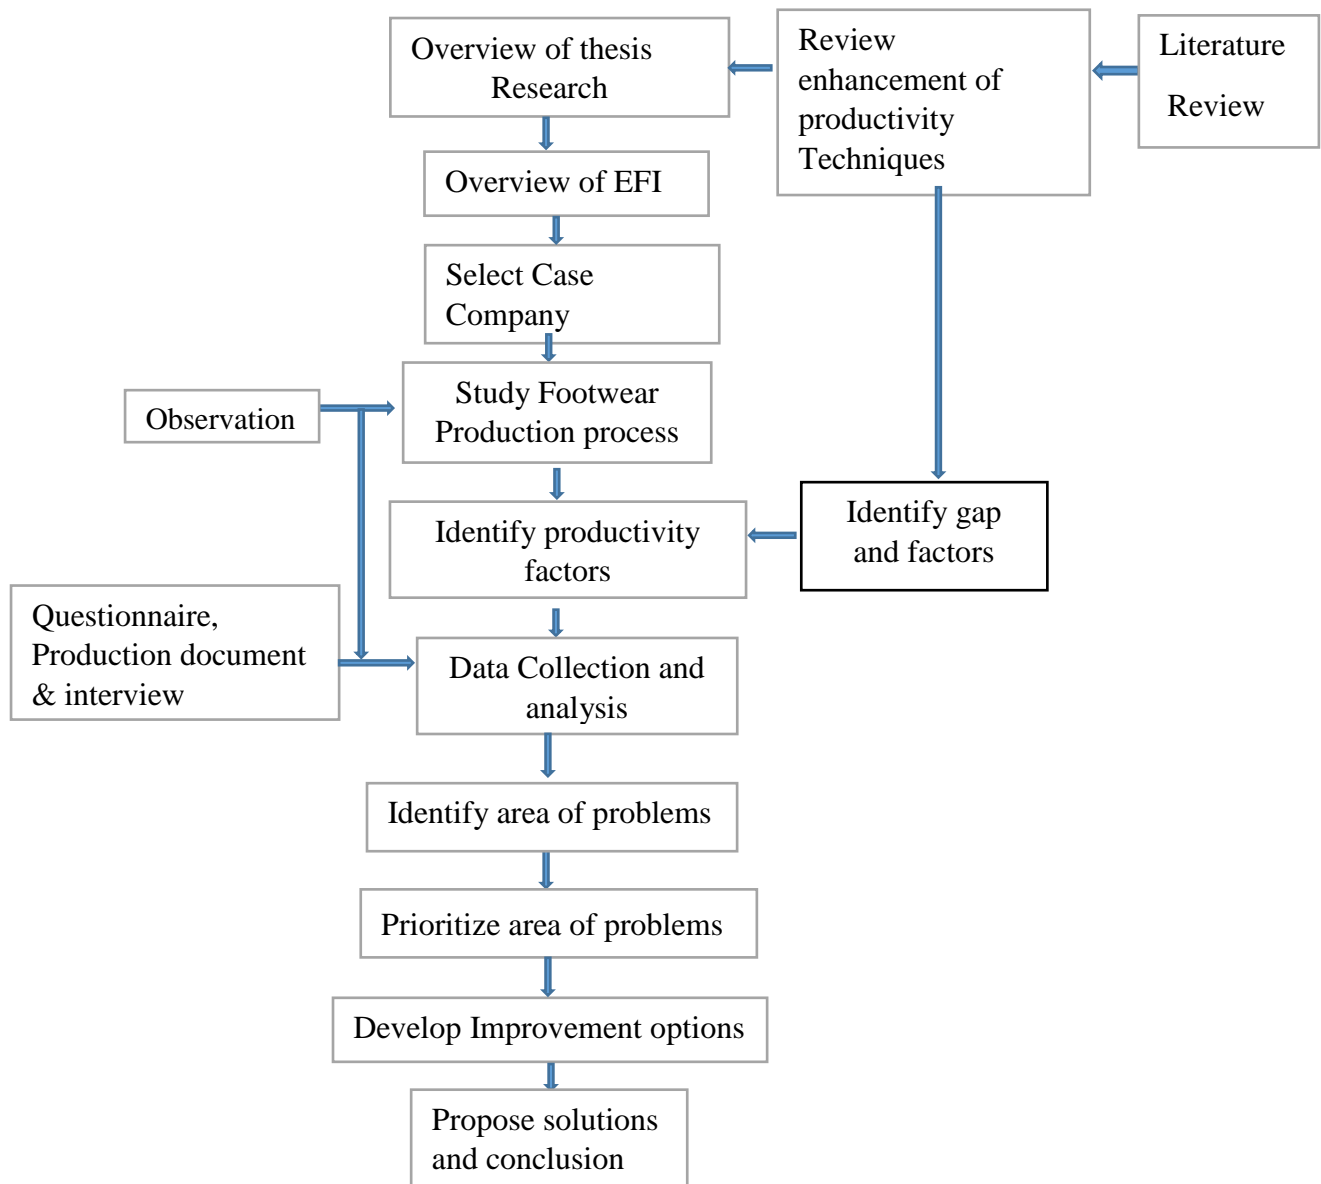 Overview of thesis
Research
Review
enhancement of
productivity
Techniques
Literature
Review
Overview of EFI
Select Case
Company
Observation
Study Footwear
Production process
Identify productivity
factors
Identify gap
and factors
Questionnaire,
Production document
& interview
Data Collection and
analysis
Identify area of problems
Prioritize area of problems
Develop Improvement options
Propose solutions
and conclusion